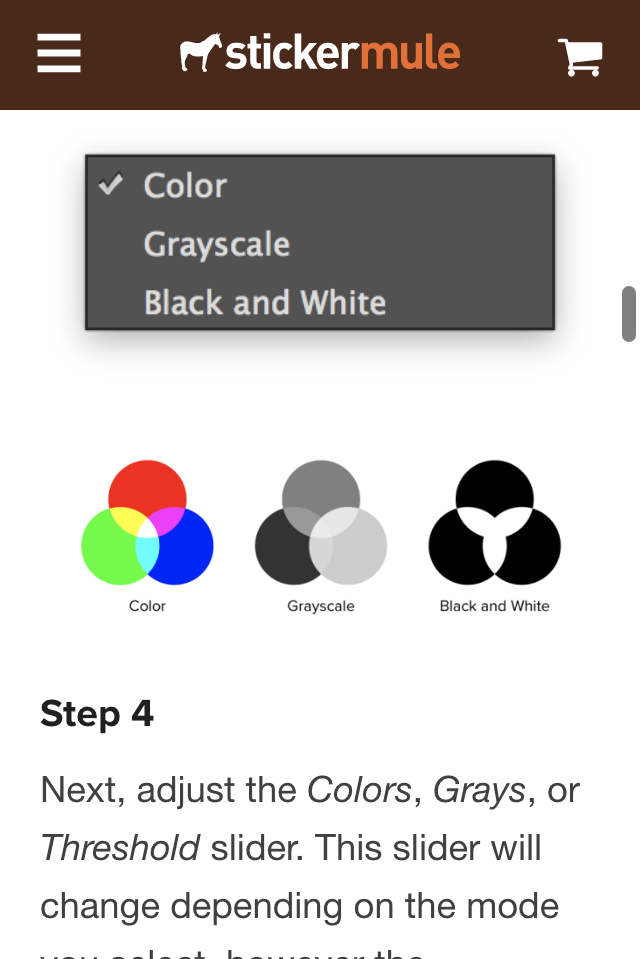 stickermule
Color
Grayscale
Black and White
Color
Grayscale
Black and White
Step 4
Next, adjust the Colors, Grays, or
Threshold slider. This slider will
change depending on the mode
you select, however the